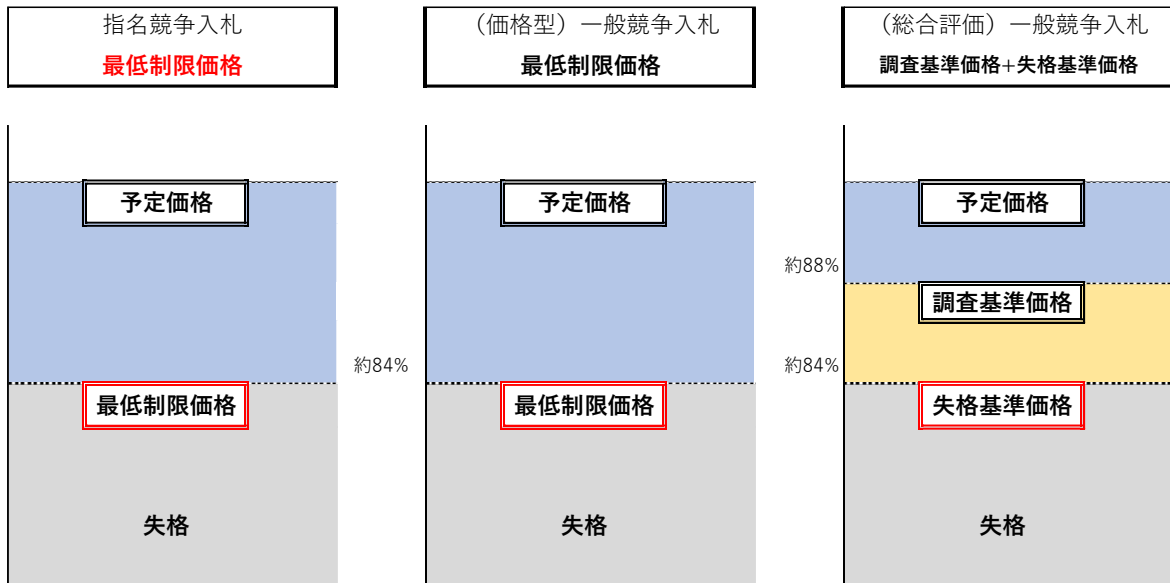 指名競争入札
最低制限価格
（価格型）一般競争入札
最低制限価格
（総合評価）一般競争入札
調査基準価格+失格基準価格
予定価格
最低制限価格
失格
約84%
予定価格
最低制限価格
失格
約88%
約84%
予定価格
調査基準価格
失格基準価格
失格